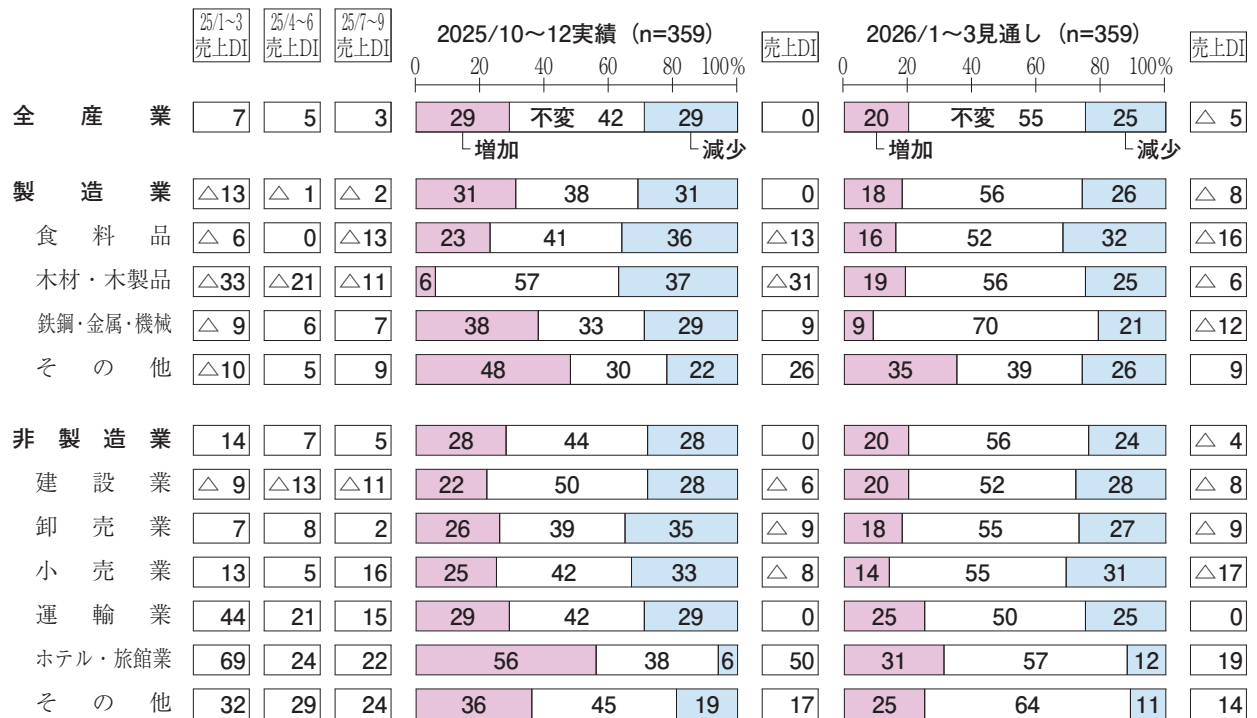 25/1~3 売上DI 25/4~6 売上DI 25/7~9 売上DI 2025/10～12実績 (n=359) 売上DI 2026/1～3見通し (n=359) 売上DI
0 20 40 60 80 100% 0 20 40 60 80 100%
全産業 7 5 3 29 不変 42 29 0 20 不変 55 25 △ 5
増加 減少 増加 減少
製造業 △13 △ 1 △ 2 31 38 31 0 18 56 26 △ 8
食料品 △ 6 0 △13 23 41 36 △13 16 52 32 △16
木材・木製品 △33 △21 △11 6 57 37 △31 19 56 25 △ 6
鉄鋼・金属・機械 △ 9 6 7 38 33 29 9 9 70 21 △12
その他 △10 5 9 48 30 22 26 35 39 26 9
非製造業 14 7 5 28 44 28 0 20 56 24 △ 4
建設業 △ 9 △13 △11 22 50 28 △ 6 20 52 28 △ 8
卸売業 7 8 2 26 39 35 △ 9 18 55 27 △ 9
小売業 13 5 16 25 42 33 △ 8 14 55 31 △17
運輸業 44 21 15 29 42 29 0 25 50 25 0
ホテル・旅館業 69 24 22 56 38 6 50 31 57 12 19
その他 32 29 24 36 45 19 17 25 64 11 14